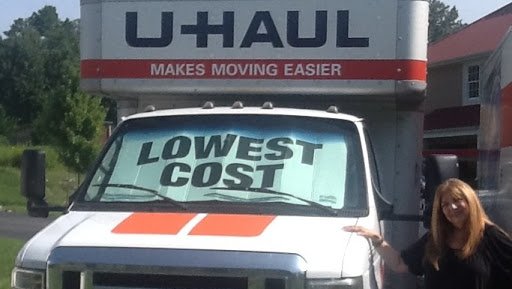 U-HAUL
MAKES MOVING EASIER
LOWEST
COST